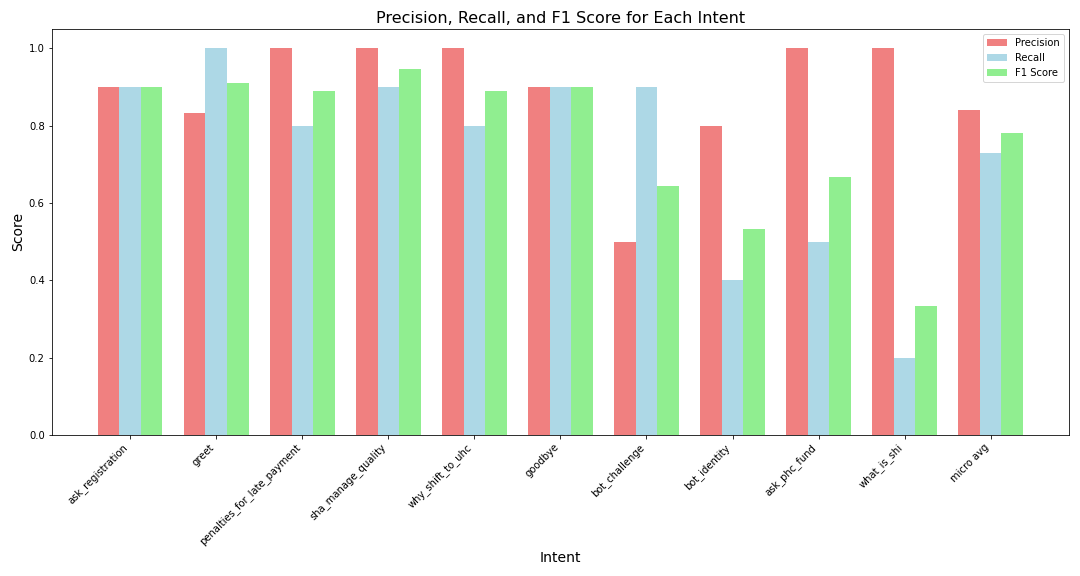 Precision, Recall, and F1 Score for Each Intent
Precision
Recall
F1 Score
Score
1.0
0.8
0.6
0.4
0.2
0.0
ask_registration
greet
penalties_for_late_payment
sha_manage_quality
why_shift_to_uhc
goodbye
bot_challenge
bot_identity
ask_phc_fund
what_is_shi
micro avg
Intent